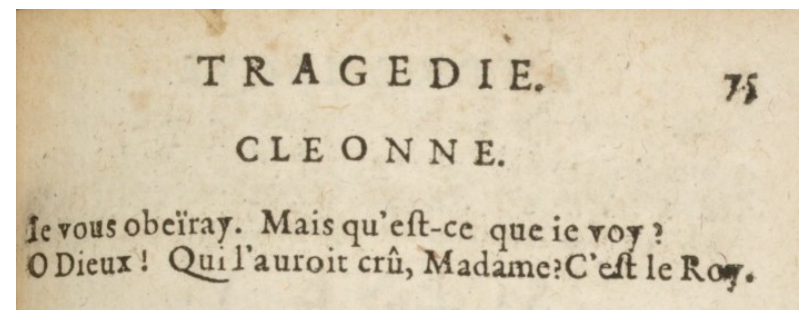 TRAGEDIE. 75
CLEONNE.
Ie vous obeïray. Mais qu'eſt-ce que ie voy ?
O Dieux ! Qui l'auroit crû, Madame?C'eſt le Roy.